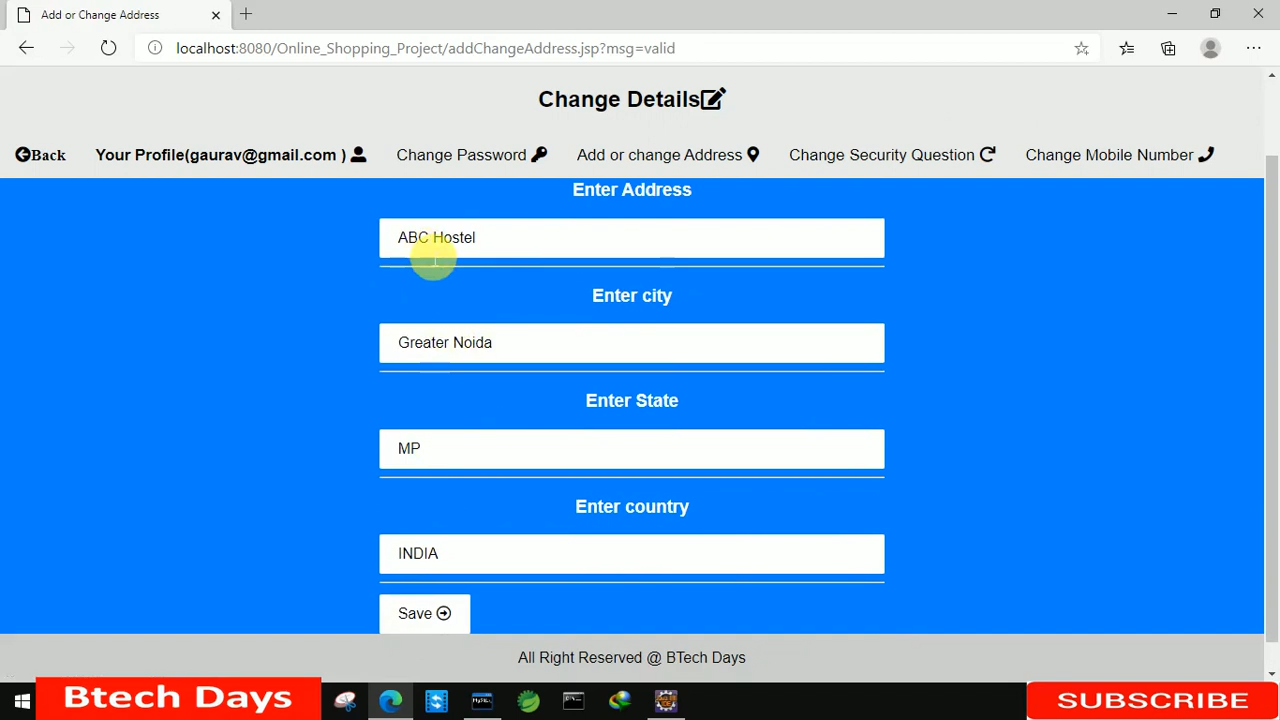 Add or Change Address
localhost:8080/Online_Shopping_Project/addChangeAddress.jsp?msg=valid
Change Details
Back Your Profile(gaurav@gmail.com ) Change Password Add or change Address Change Security Question Change Mobile Number
Enter Address
ABC Hostel
Enter city
Greater Noida
Enter State
MP
Enter country
INDIA
Save
All Right Reserved @ BTech Days
Btech Days
SUBSCRIBE